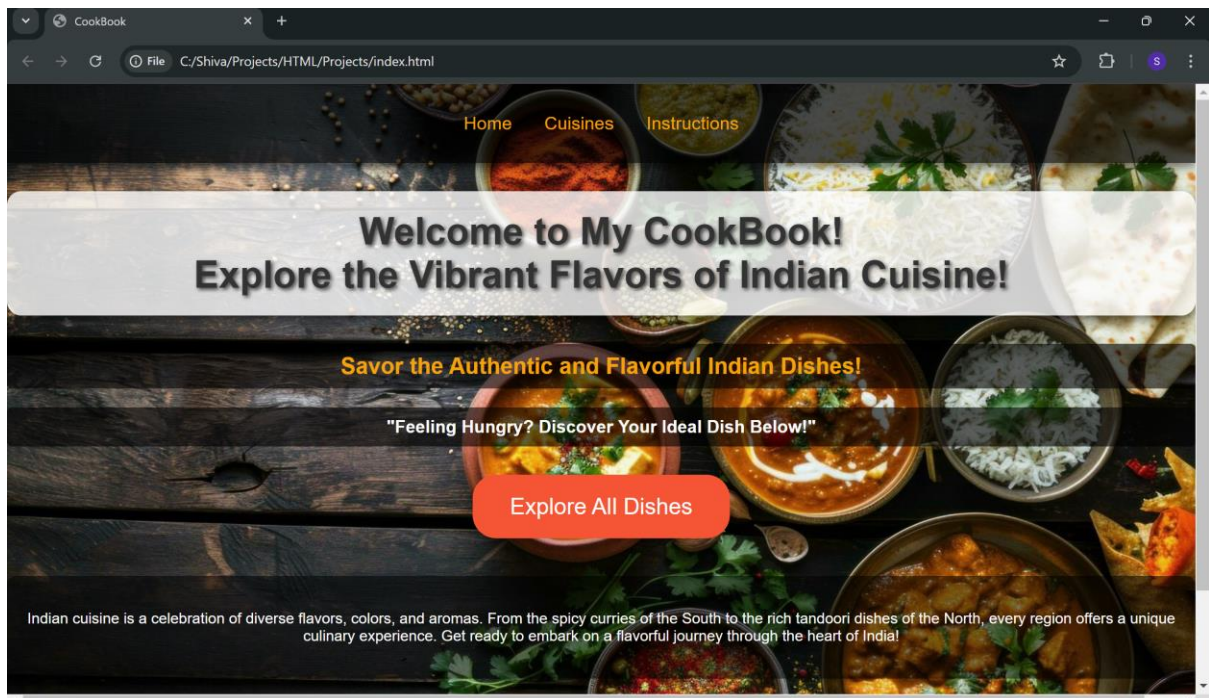 CookBook
File C:/Shiva/Projects/HTML/Projects/index.html
S
Home Cuisines Instructions
Welcome to My CookBook!
Explore the Vibrant Flavors of Indian Cuisine!
Savor the Authentic and Flavorful Indian Dishes!
"Feeling Hungry? Discover Your Ideal Dish Below!"
Explore All Dishes
Indian cuisine is a celebration of diverse flavors, colors, and aromas. From the spicy curries of the South to the rich tandoori dishes of the North, every region offers a unique
culinary experience. Get ready to embark on a flavorful journey through the heart of India!